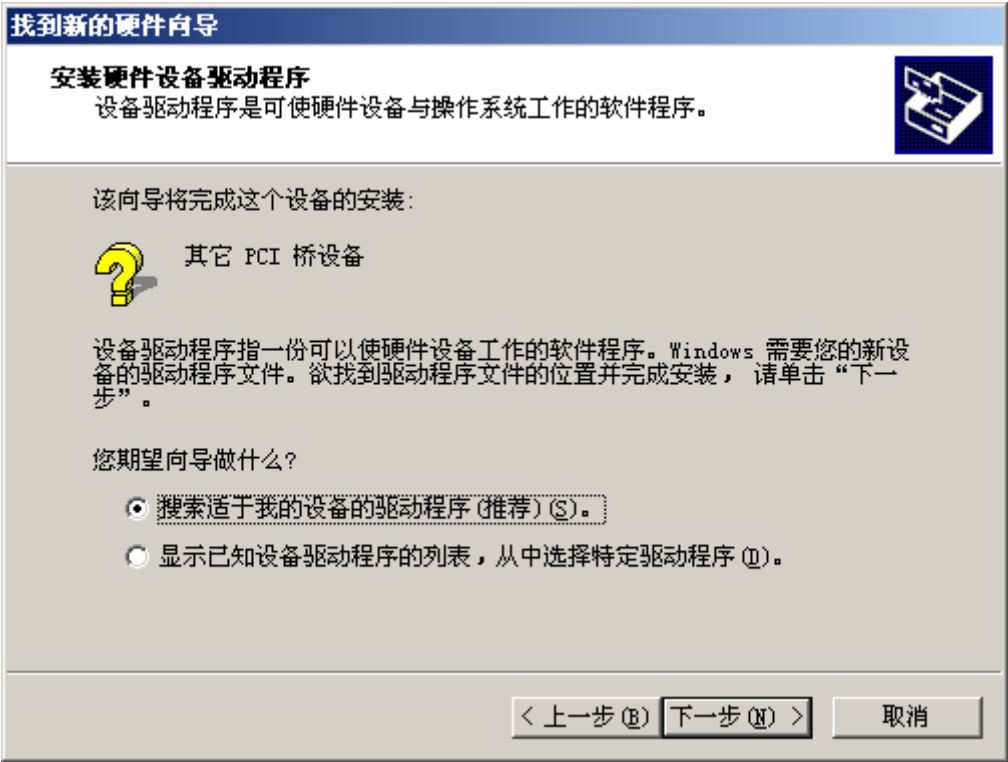 找到新的硬件向导
安装硬件设备驱动程序
设备驱动程序是可使硬件设备与操作系统工作的软件程序。
该向导将完成这个设备的安装:
其它 PCI 桥设备
设备驱动程序指一份可以使硬件设备工作的软件程序。Windows 需要您的新设
备的驱动程序文件。欲找到驱动程序文件的位置并完成安装， 请单击“下一
步”。
您期望向导做什么?
搜索适于我的设备的驱动程序(推荐)(S)。
显示已知设备驱动程序的列表，从中选择特定驱动程序(D)。
< 上一步(B) 下一步(N) > 取消